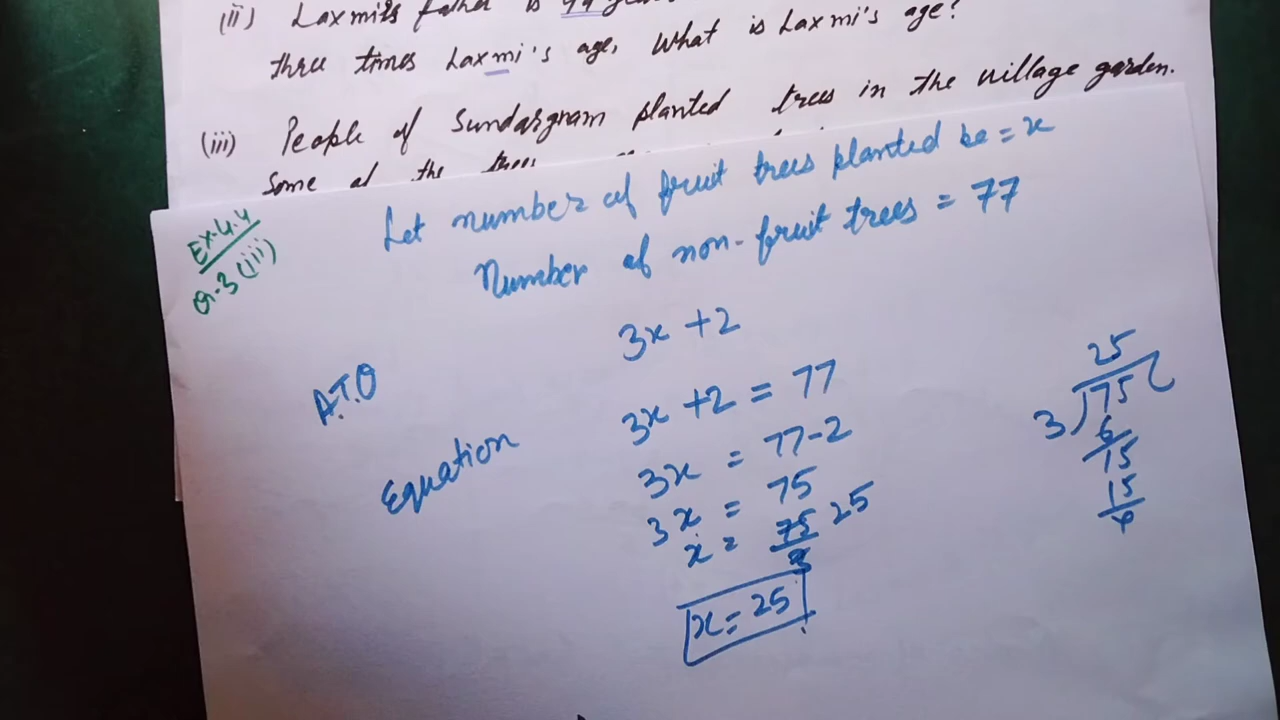 (ii) Laxmi's father is 49
three times Laxmi's age. What is Laxmi's age?
(iii) People of Sundargram planted trees in the village garden.
Some of the trees
Ex-4.4
Q-3 (iii)
Let number of fruit trees planted be = x
Number of non-fruit trees = 77
3x + 2
A.T.Q
Equation
3x + 2 = 77
3x = 77-2
3x = 75
x = 75/3 25
x = 25
25
3)75(
6
15
15
0